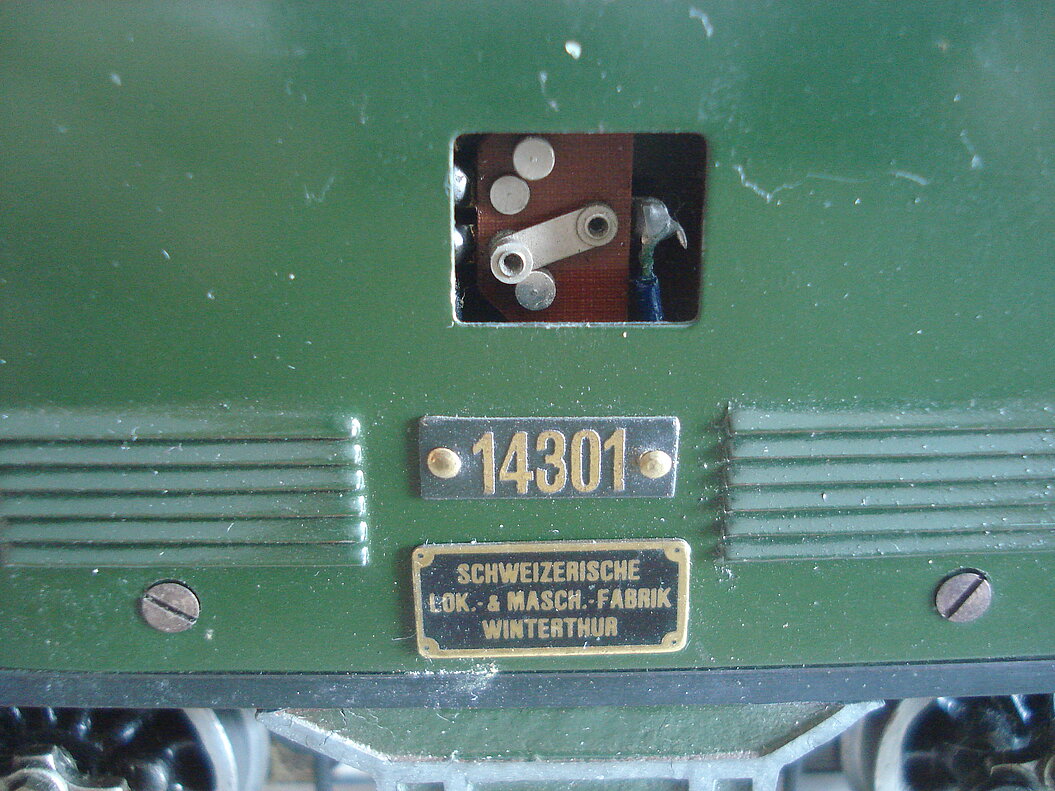 14301
SCHWEIZERISCHE
LOK.-& MASCH.-FABRIK
WINTERTHUR